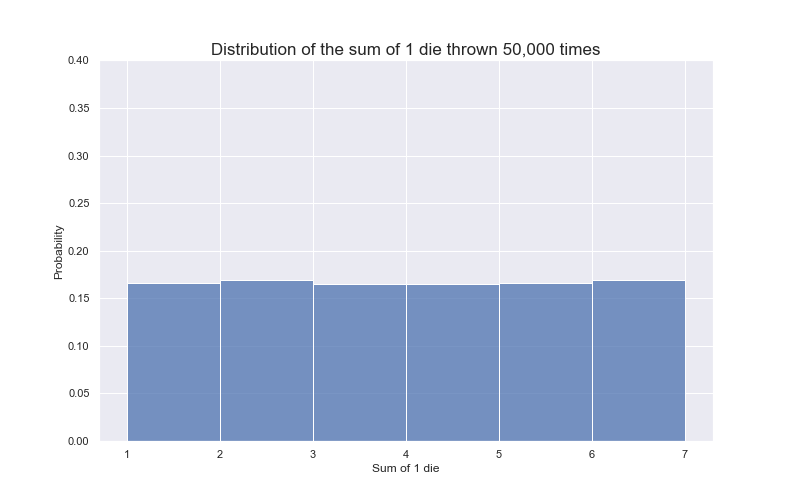 Distribution of the sum of 1 die thrown 50,000 times
0.40
0.35
0.30
0.25
0.20
0.15
0.10
0.05
0.00
Probability
1 2 3 4 5 6 7
Sum of 1 die